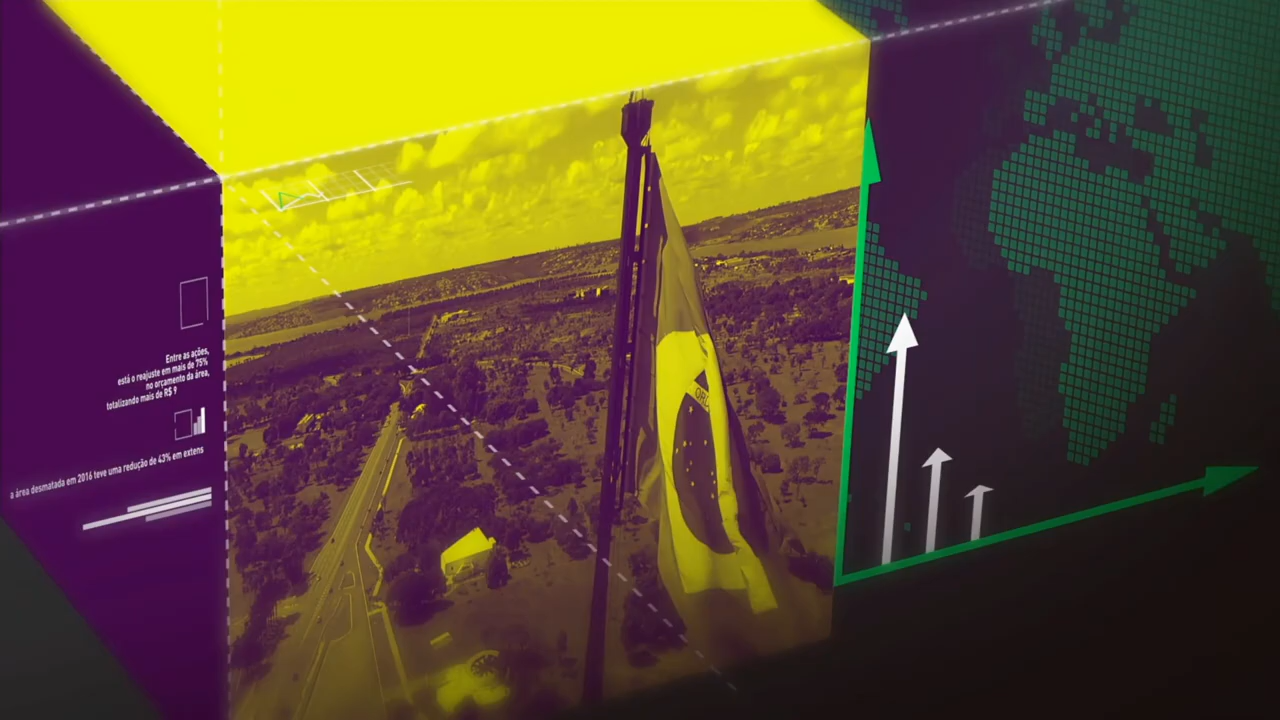 Entre as ações,
está o reajuste em mais de 75%
no orçamento da área,
totalizando mais de R$ 9
a área desmatada em 2016 teve uma redução de 43% em extens